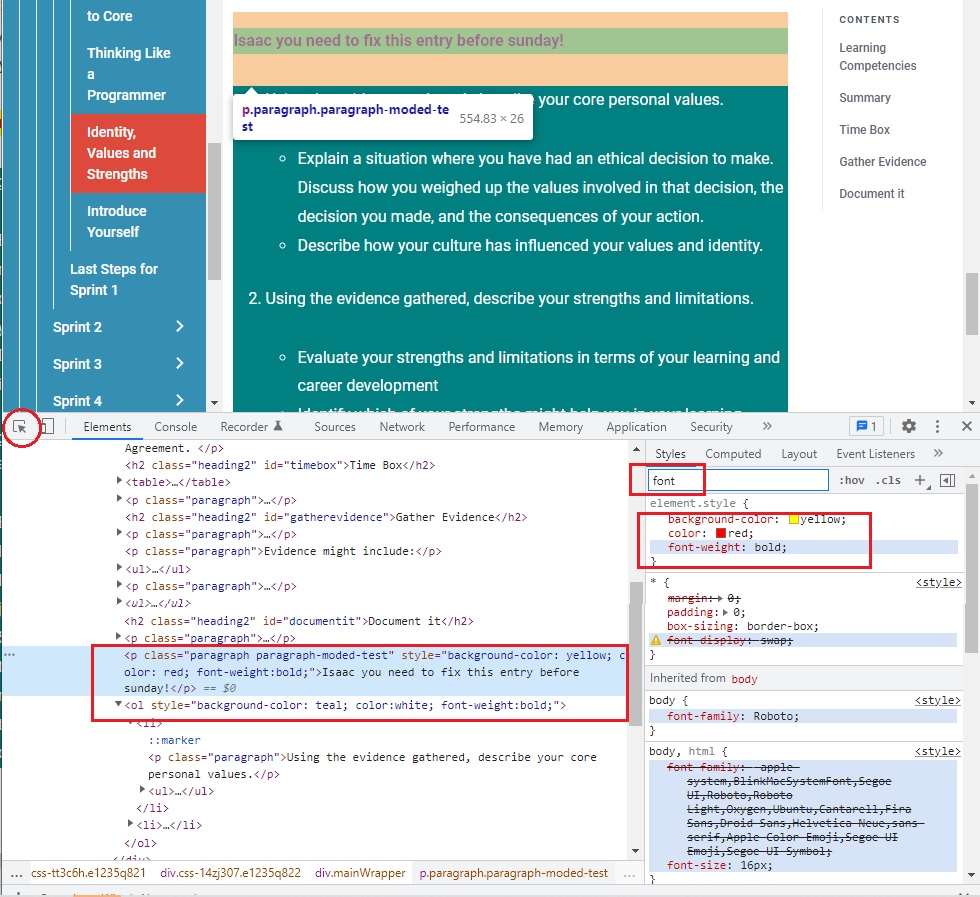 to Core
Thinking Like
a
Programmer
Identity,
Values and
Strengths
Introduce
Yourself
Last Steps for
Sprint 1
Sprint 2
Sprint 3
Sprint 4
Isaac you need to fix this entry before sunday!
your core personal values.
p.paragraph.paragraph-moded-te
st
554.83 × 26
Explain a situation where you have had an ethical decision to make.
Discuss how you weighed up the values involved in that decision, the
decision you made, and the consequences of your action.
Describe how your culture has influenced your values and identity.
2. Using the evidence gathered, describe your strengths and limitations.
Evaluate your strengths and limitations in terms of your learning and
career development
CONTENTS
Learning
Competencies
Summary
Time Box
Gather Evidence
Document it
Elements Console Recorder Sources Network Performance Memory Application Security » 1
Agreement. </p>
<h2 class="heading2" id="timebox">Time Box</h2>
<table>…</table>
<p class="paragraph">…</p>
<h2 class="heading2" id="gatherevidence">Gather Evidence</h2>
<p class="paragraph">…</p>
<p class="paragraph">Evidence might include:</p>
<ul>…</ul>
<p class="paragraph">…</p>
<ul>…</ul>
<h2 class="heading2" id="documentit">Document it</h2>
<p class="paragraph">…</p>
<p class="paragraph paragraph-moded-test" style="background-color: yellow; c
olor: red; font-weight:bold;">Isaac you need to fix this entry before
sunday!</p> == $0
<ol style="background-color: teal; color:white; font-weight:bold;">
<li>
::marker
<p class="paragraph">Using the evidence gathered, describe your core
personal values.</p>
<ul>…</ul>
</li>
<li>…</li>
</ol>
</div>
... css-tt3c6h.e1235q821 div.css-14zj307.e1235q822 div.mainWrapper p.paragraph.paragraph-moded-test ...
Styles Computed Layout Event Listeners »
font :hov .cls +
element.style {
background-color: yellow;
color: red;
font-weight: bold;
}
* { <style>
margin: 0;
padding: 0;
box-sizing: border-box;
font-display: swap;
}
Inherited from body
body { <style>
font-family: Roboto;
}
body, html { <style>
font-family: -apple-
system,BlinkMacSystemFont,Segoe
UI,Roboto,Roboto
Light,Oxygen,Ubuntu,Cantarell,Fira
Sans,Droid Sans,Helvetica Neue,sans-
serif,Apple Color Emoji,Segoe UI
Emoji,Segoe UI Symbol;
font-size: 16px;
}